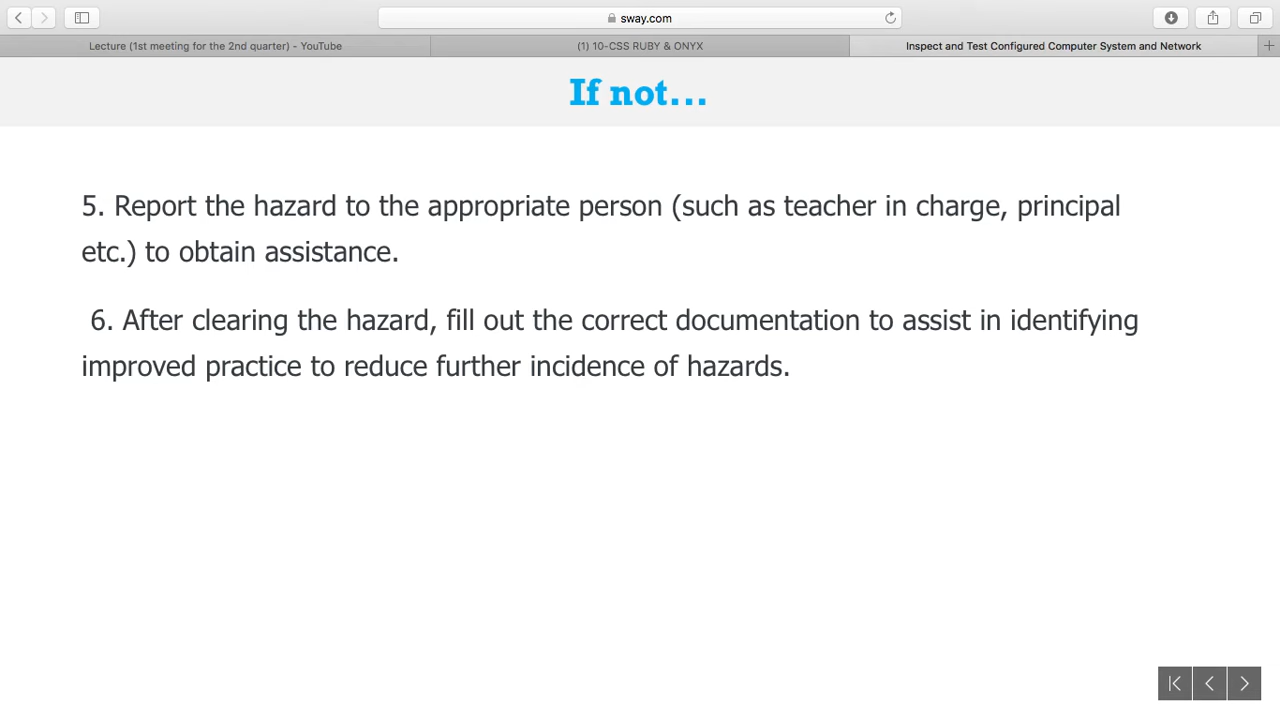 sway.com
Lecture (1st meeting for the 2nd quarter) - YouTube
(1) 10-CSS RUBY & ONYX
Inspect and Test Configured Computer System and Network
If not...
5. Report the hazard to the appropriate person (such as teacher in charge, principal
etc.) to obtain assistance.
6. After clearing the hazard, fill out the correct documentation to assist in identifying
improved practice to reduce further incidence of hazards.